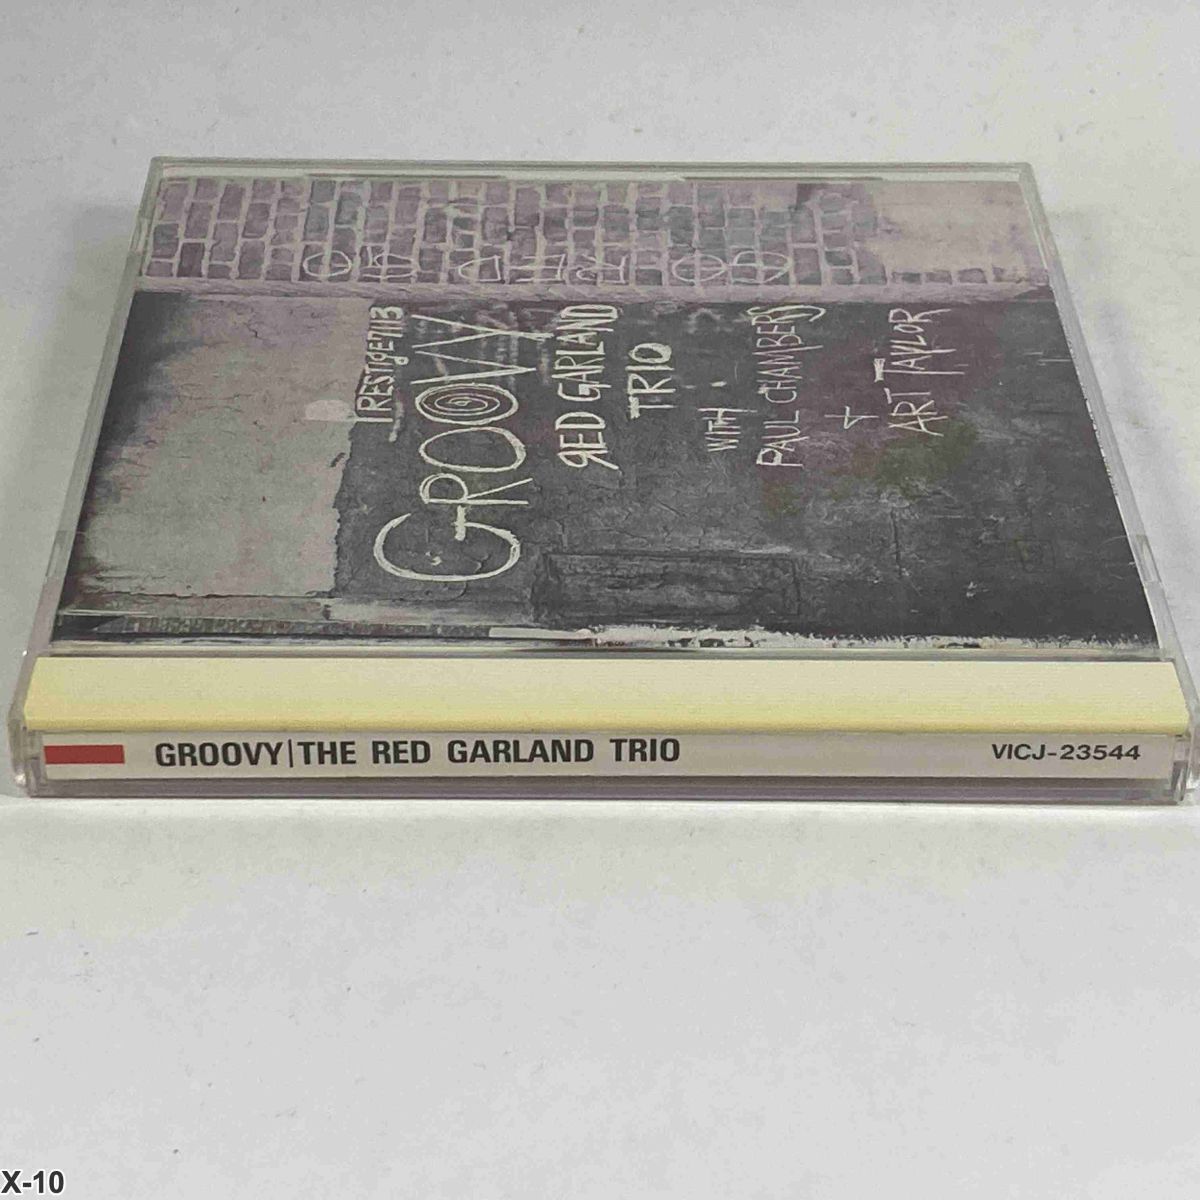 PRESTIGE 7113
GROOVY
RED GARLAND
TRIO
WITH
PAUL CHAMBERS
+
ART TAYLOR
GROOVY|THE RED GARLAND TRIO
VICJ-23544
X-10